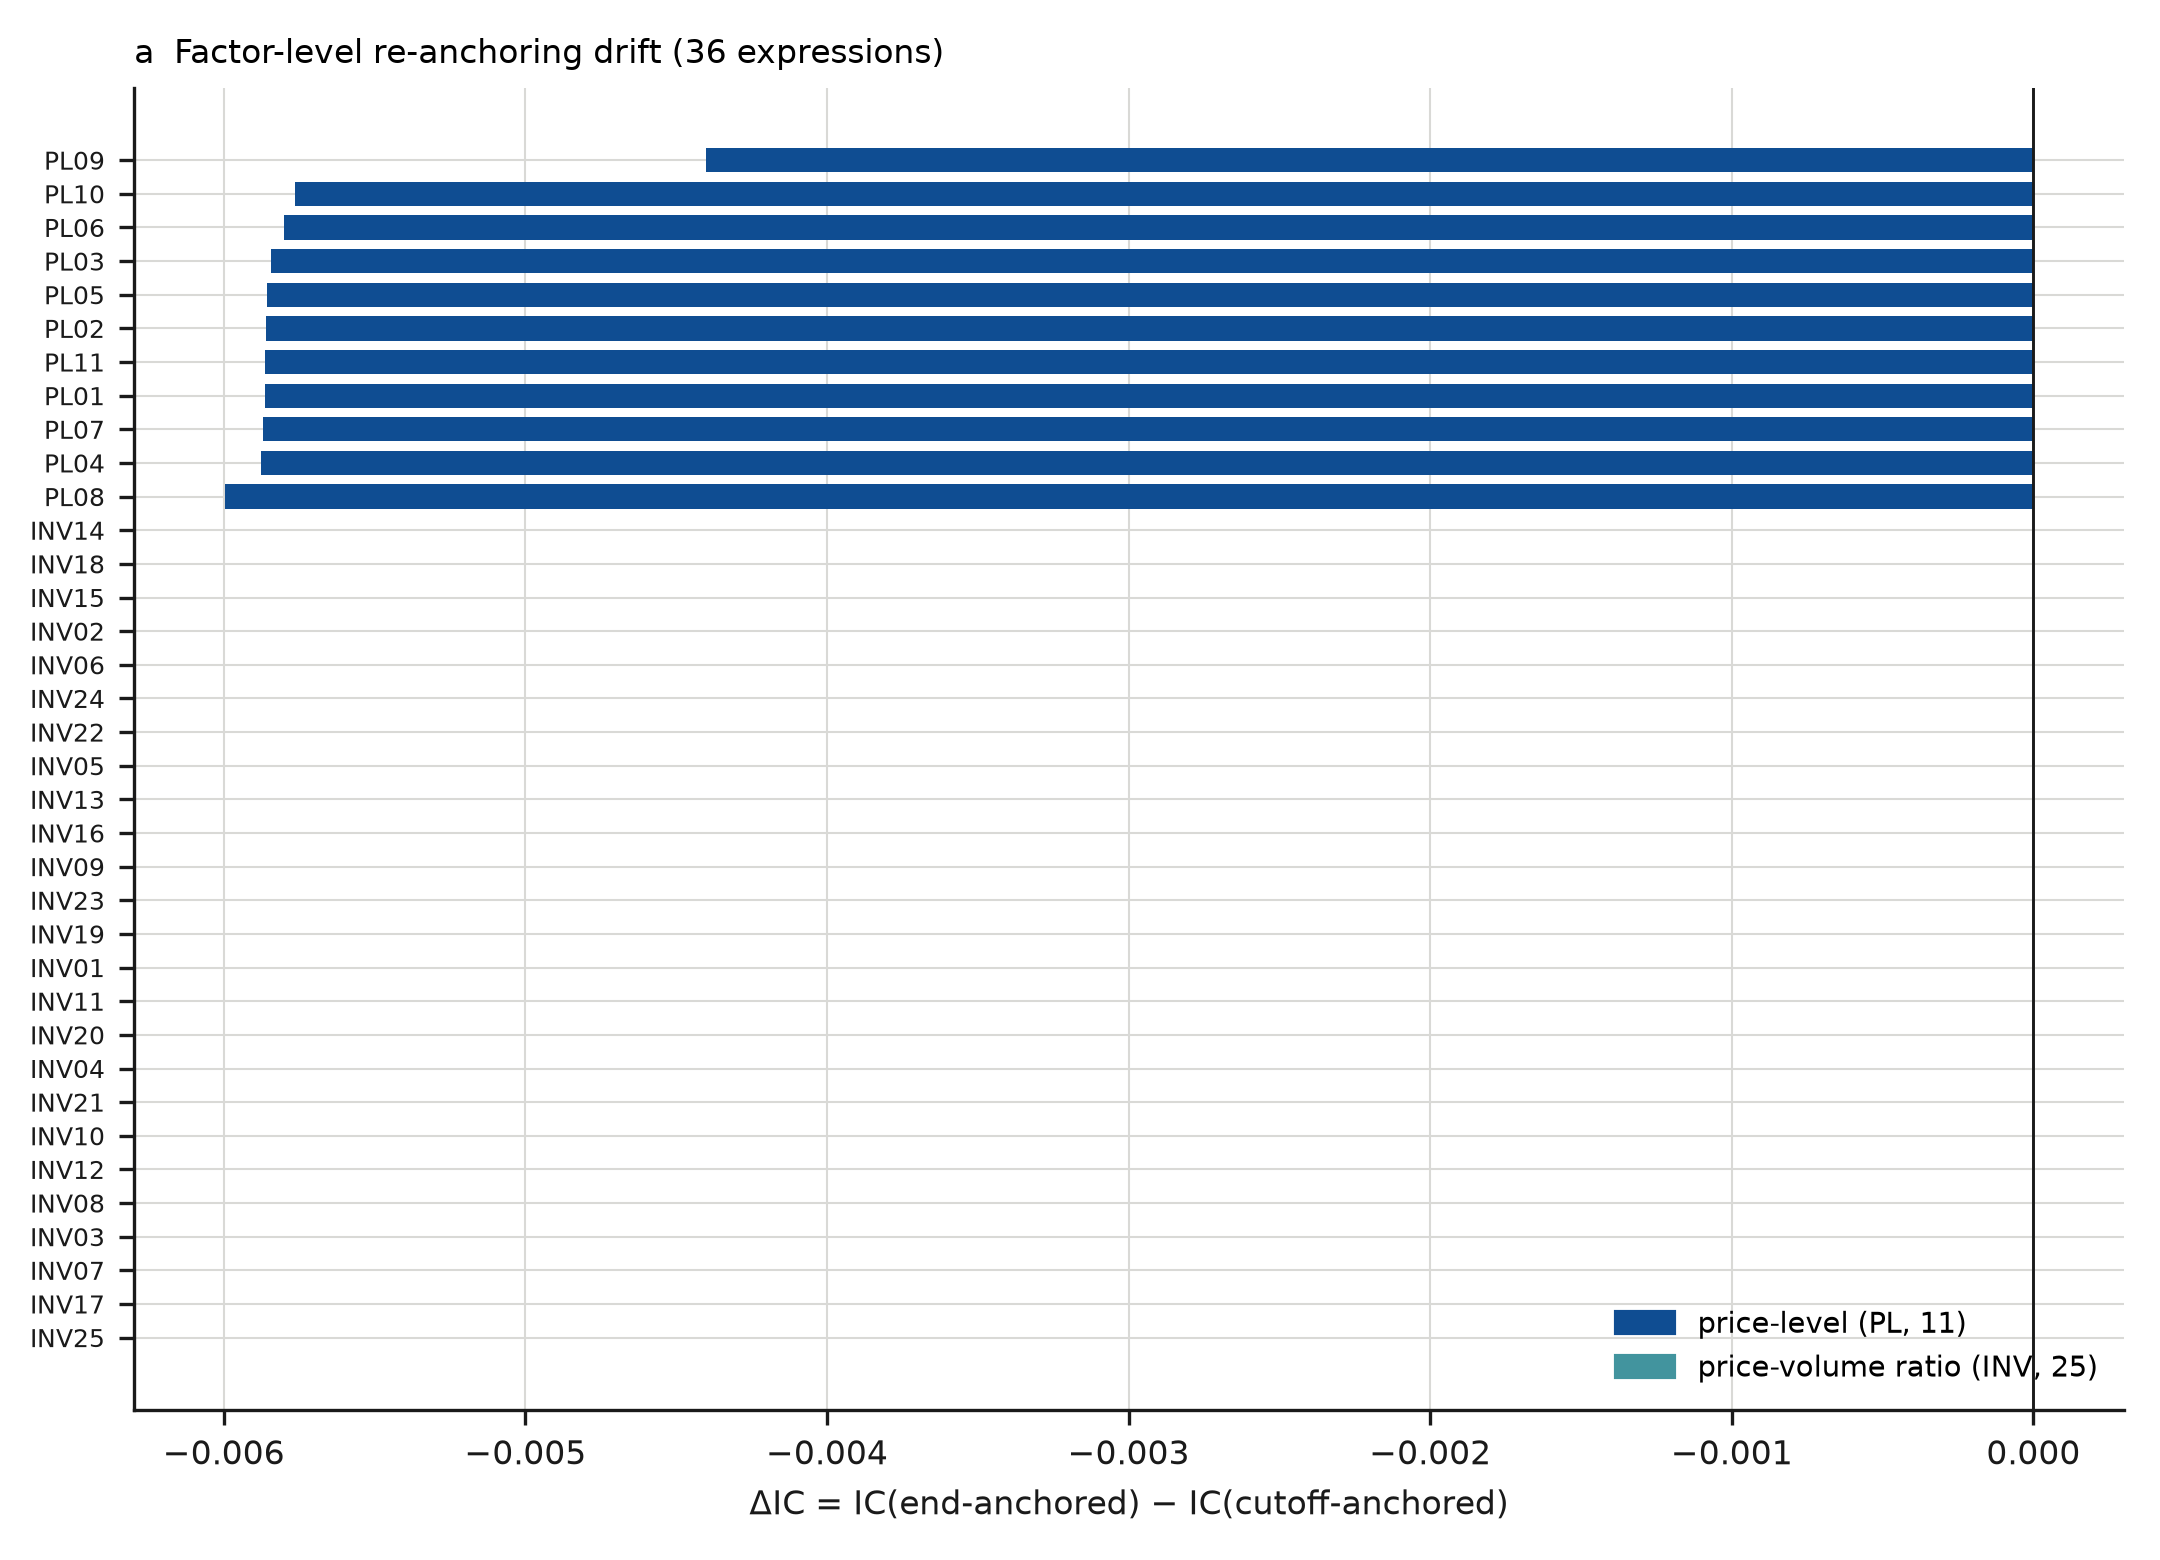 a Factor-level re-anchoring drift (36 expressions)
PL09
PL10
PL06
PL03
PL05
PL02
PL11
PL01
PL07
PL04
PL08
INV14
INV18
INV15
INV02
INV06
INV24
INV22
INV05
INV13
INV16
INV09
INV23
INV19
INV01
INV11
INV20
INV04
INV21
INV10
INV12
INV08
INV03
INV07
INV17
INV25
price-level (PL, 11)
price-volume ratio (INV, 25)
−0.006 −0.005 −0.004 −0.003 −0.002 −0.001 0.000
ΔIC = IC(end-anchored) − IC(cutoff-anchored)